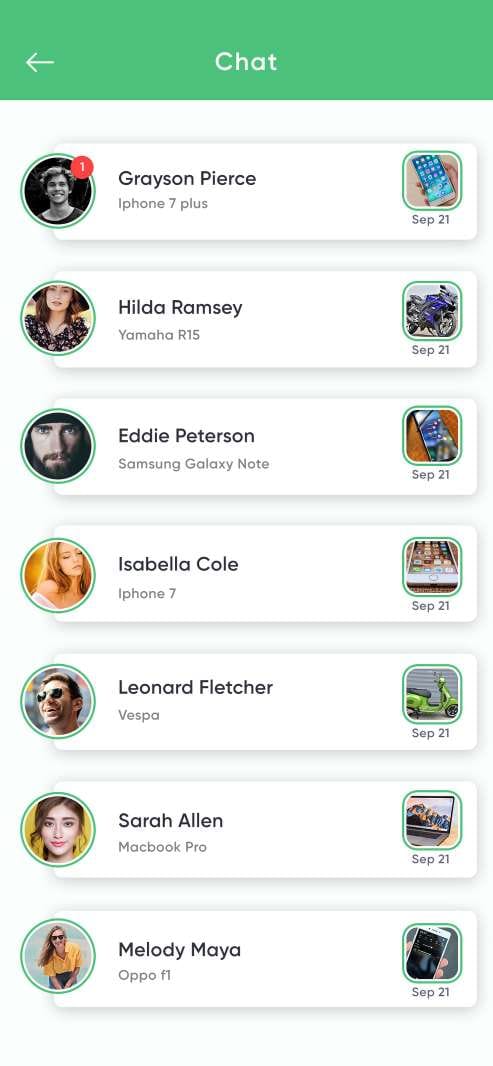 Chat
1
Grayson Pierce
Iphone 7 plus
Sep 21
Hilda Ramsey
Yamaha R15
Sep 21
Eddie Peterson
Samsung Galaxy Note
Sep 21
Isabella Cole
Iphone 7
Sep 21
Leonard Fletcher
Vespa
Sep 21
Sarah Allen
Macbook Pro
Sep 21
Melody Maya
Oppo f1
Sep 21